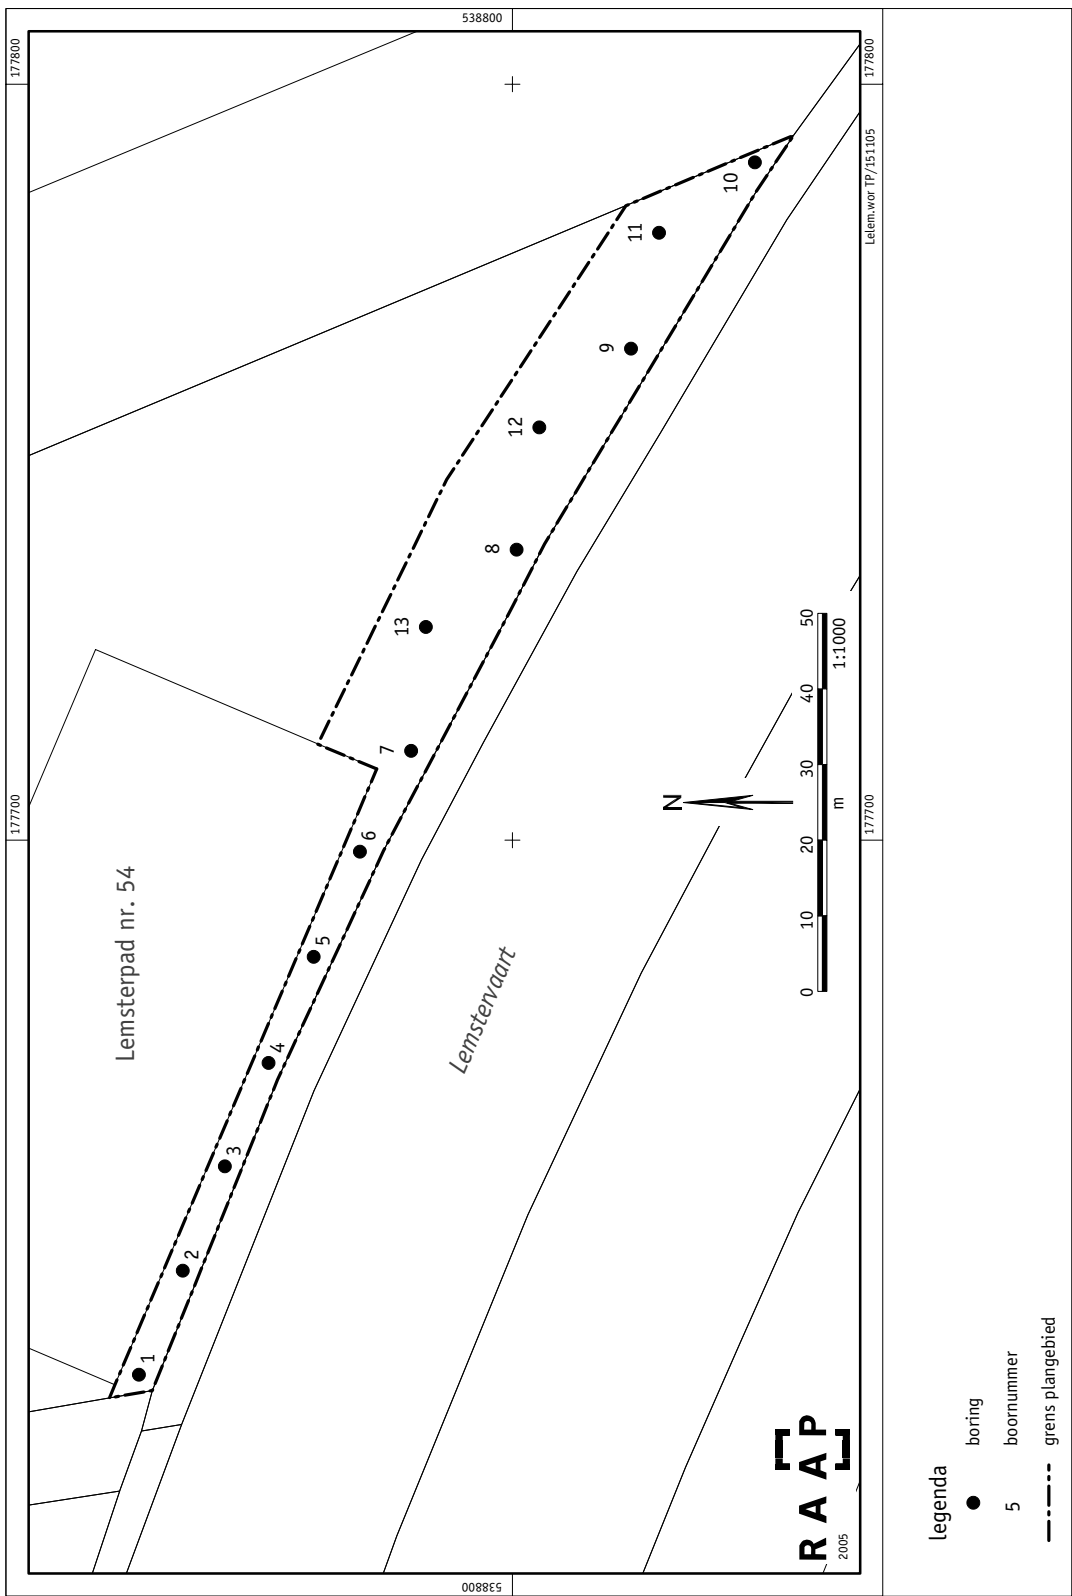 177700
177800
538800
Lemsterpad nr. 54
Lemstervaart
1
2
3
4
5
6
7
13
8
12
9
11
10
N
0 10 20 30 40 50
m
1:1000
RAAP
2005
538800
177700
177800
Lelem.wor TP/151105
legenda
boring
5 boornummer
grens plangebied